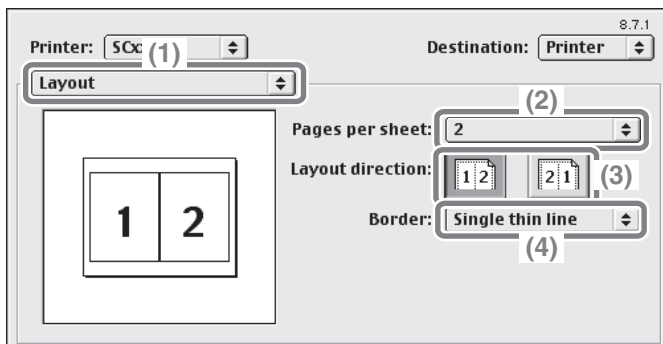 8.7.1
Printer: SCx (1) Destination: Printer
Layout
(2)
Pages per sheet: 2
Layout direction: 1 2 2 1 (3)
1 2
Border: Single thin line
(4)